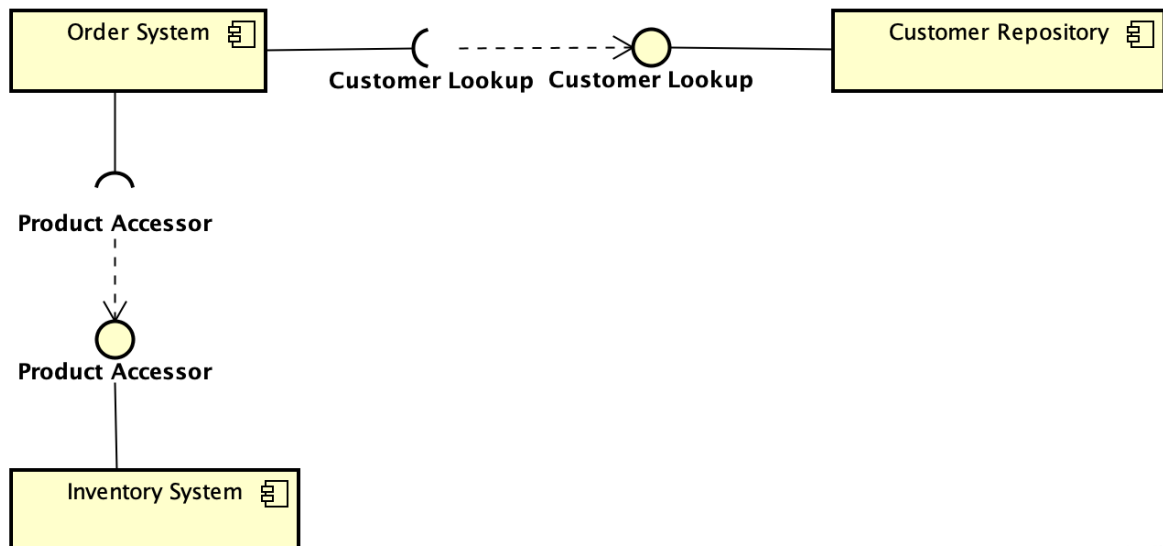 Order System
Customer Repository
Customer Lookup
Customer Lookup
Product Accessor
Product Accessor
Inventory System